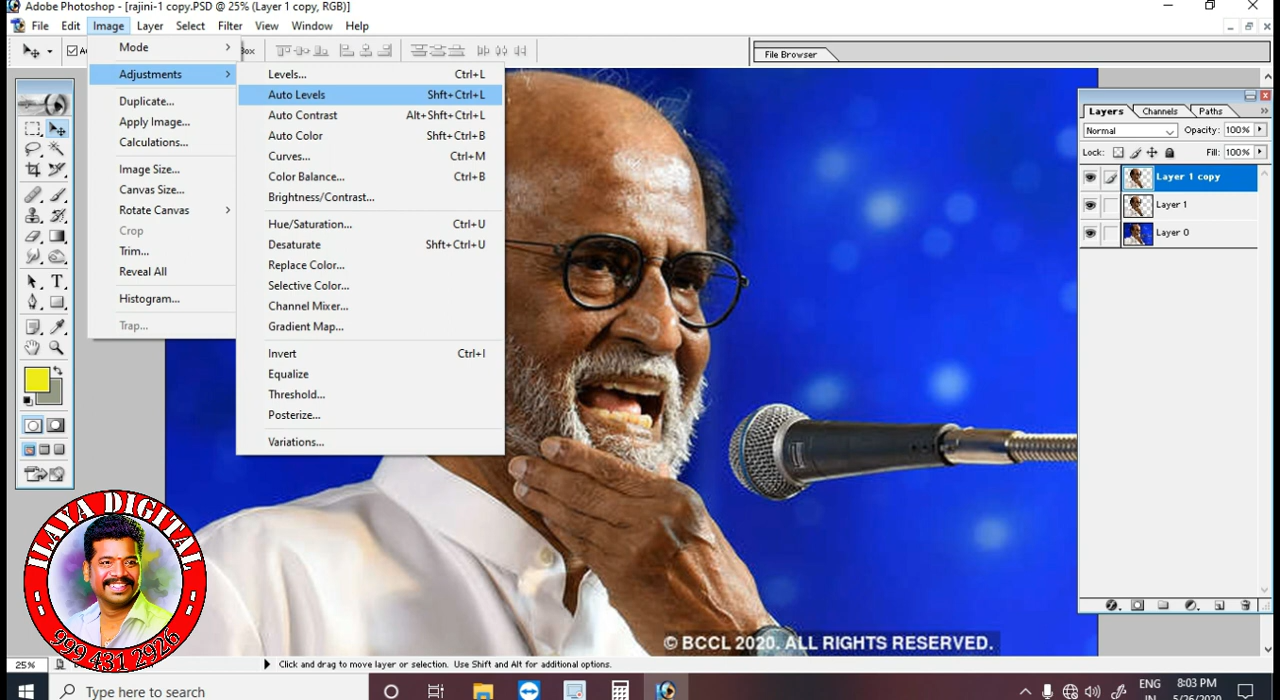 Adobe Photoshop - [rajini-1 copy.PSD @ 25% (Layer 1 copy, RGB)]
File Edit Image Layer Select Filter View Window Help
File Browser
Mode
Adjustments
Duplicate...
Apply Image...
Calculations...
Image Size...
Canvas Size...
Rotate Canvas
Crop
Trim...
Reveal All
Histogram...
Trap...
Levels... Ctrl+L
Auto Levels Shft+Ctrl+L
Auto Contrast Alt+Shft+Ctrl+L
Auto Color Shft+Ctrl+B
Curves... Ctrl+M
Color Balance... Ctrl+B
Brightness/Contrast...
Hue/Saturation... Ctrl+U
Desaturate Shft+Ctrl+U
Replace Color...
Selective Color...
Channel Mixer...
Gradient Map...
Invert Ctrl+I
Equalize
Threshold...
Posterize...
Variations...
Layers Channels Paths
Normal Opacity: 100%
Lock: Fill: 100%
Layer 1 copy
Layer 1
Layer 0
ILAYA DIGITAL
999 431 2926
© BCCL 2020. ALL RIGHTS RESERVED.
25% Click and drag to move layer or selection. Use Shift and Alt for additional options.
Type here to search
ENG
IN
8:03 PM
5/26/2020